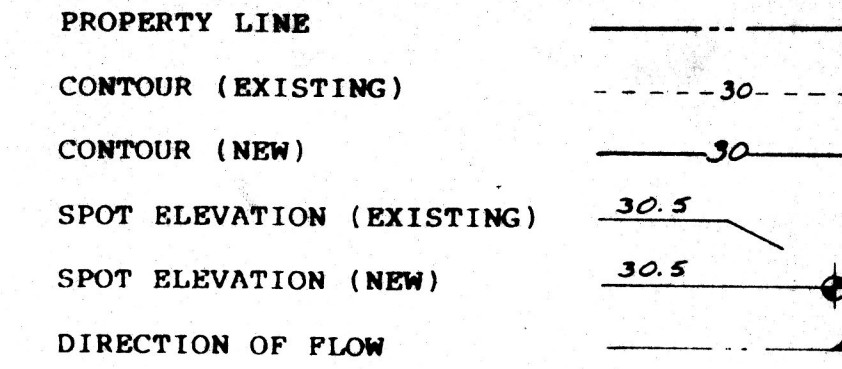 PROPERTY LINE
CONTOUR (EXISTING) 30
CONTOUR (NEW) 30
SPOT ELEVATION (EXISTING) 30.5
SPOT ELEVATION (NEW) 30.5
DIRECTION OF FLOW